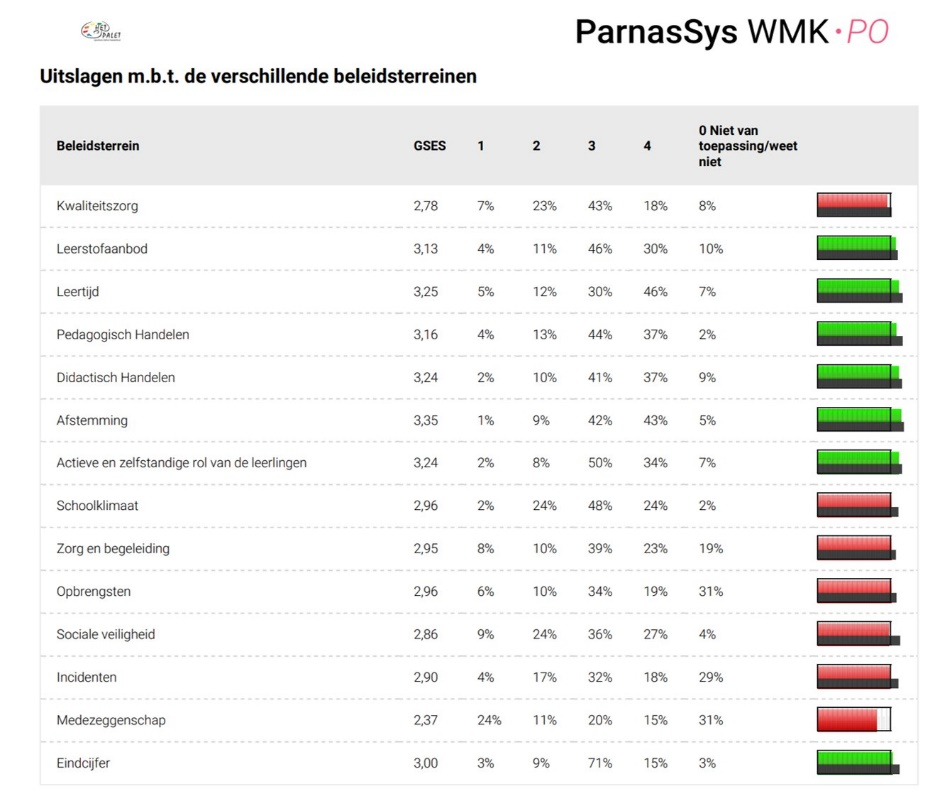 HET
PALET
ParnasSys WMK·PO
Uitslagen m.b.t. de verschillende beleidsterreinen
Beleidsterrein GSES 1 2 3 4 0 Niet van
toepassing/weet
niet
Kwaliteitszorg 2,78 7% 23% 43% 18% 8%
Leerstofaanbod 3,13 4% 11% 46% 30% 10%
Leertijd 3,25 5% 12% 30% 46% 7%
Pedagogisch Handelen 3,16 4% 13% 44% 37% 2%
Didactisch Handelen 3,24 2% 10% 41% 37% 9%
Afstemming 3,35 1% 9% 42% 43% 5%
Actieve en zelfstandige rol van de leerlingen 3,24 2% 8% 50% 34% 7%
Schoolklimaat 2,96 2% 24% 48% 24% 2%
Zorg en begeleiding 2,95 8% 10% 39% 23% 19%
Opbrengsten 2,96 6% 10% 34% 19% 31%
Sociale veiligheid 2,86 9% 24% 36% 27% 4%
Incidenten 2,90 4% 17% 32% 18% 29%
Medezeggenschap 2,37 24% 11% 20% 15% 31%
Eindcijfer 3,00 3% 9% 71% 15% 3%